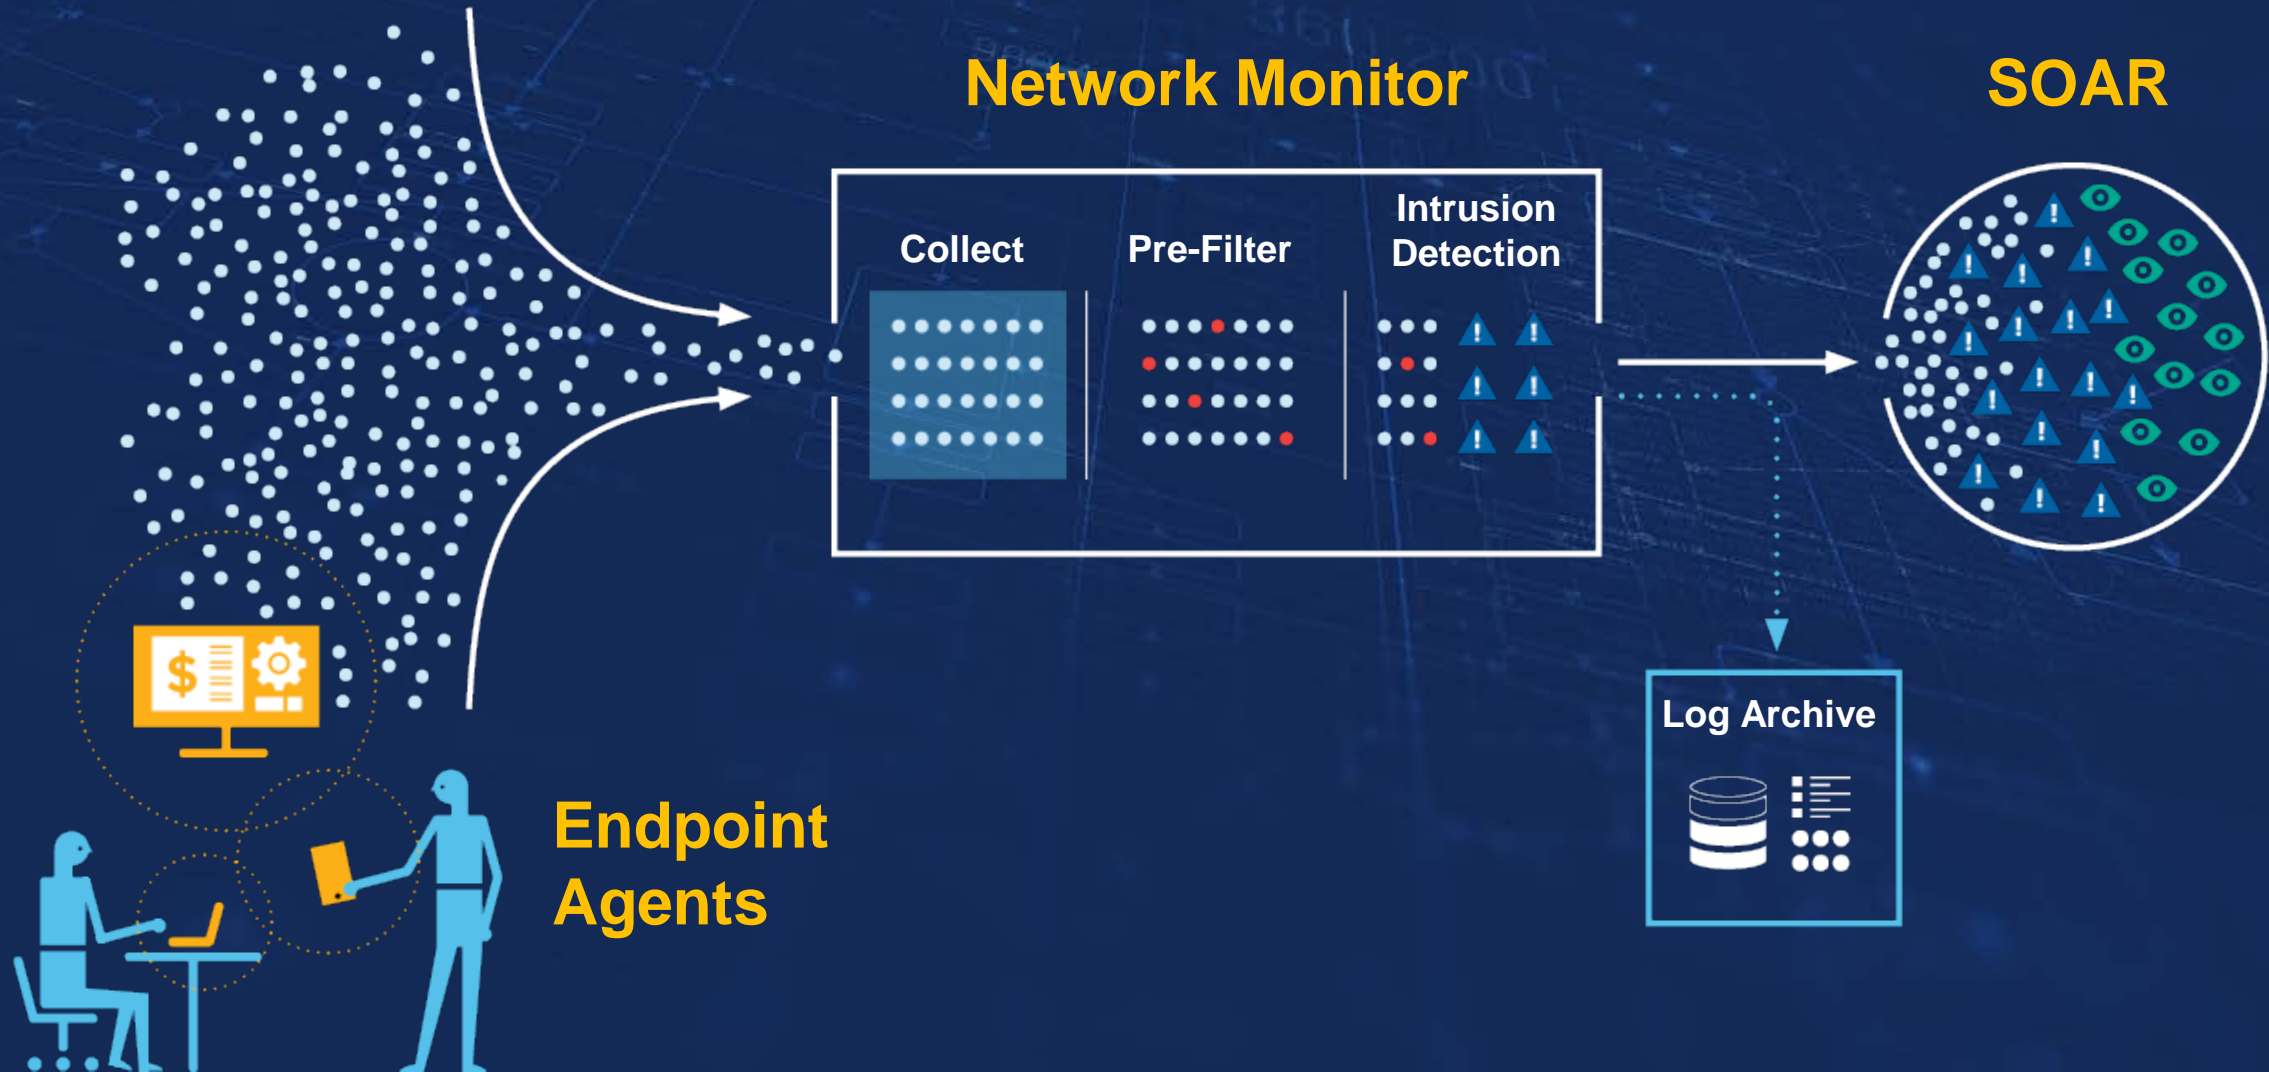 Network Monitor
SOAR
Collect
Pre-Filter
Intrusion
Detection
Log Archive
Endpoint
Agents
$